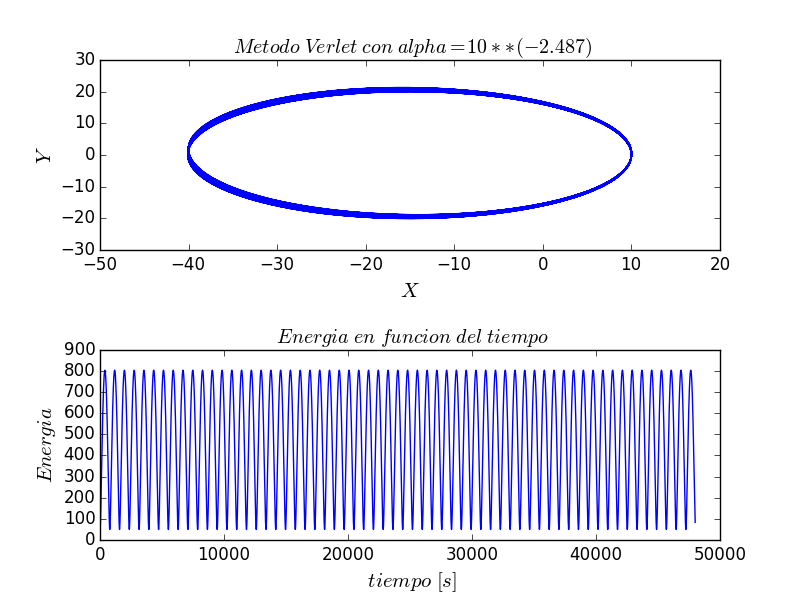 Metodo Verlet con alpha = 10 ** (−2.487)
30
20
10
0
−10
−20
−30
Y
−50 −40 −30 −20 −10 0 10 20
X
Energia en funcion del tiempo
900
800
700
600
500
400
300
200
100
0
Energia
0 10000 20000 30000 40000 50000
tiempo [s]